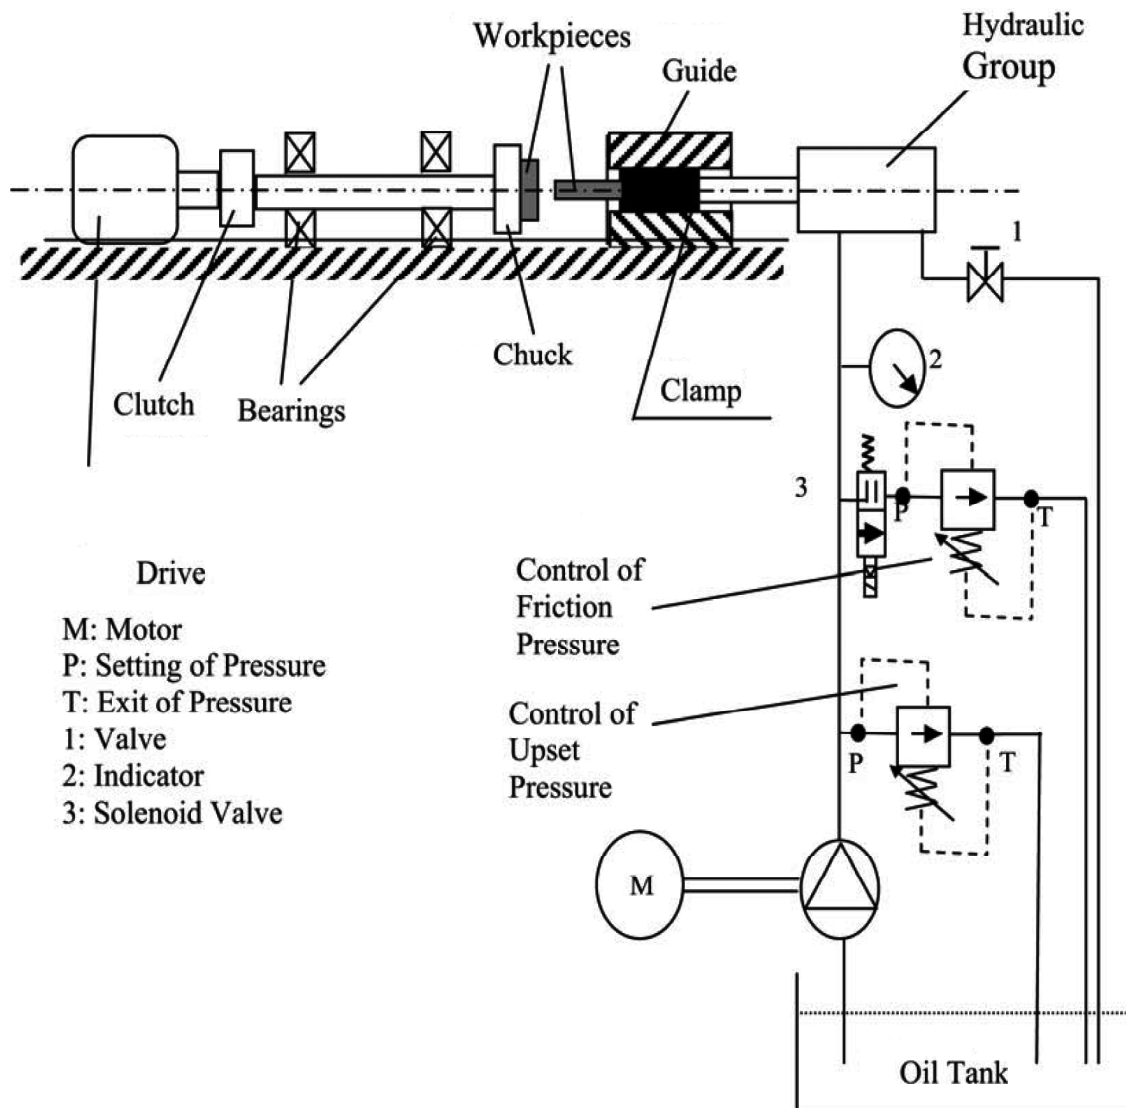 Workpieces
Hydraulic
Group
Guide
1
Chuck
2
Clutch
Bearings
Clamp
3
P
T
Control of
Friction
Pressure
Drive
M: Motor
P: Setting of Pressure
T: Exit of Pressure
1: Valve
2: Indicator
3: Solenoid Valve
Control of
Upset
Pressure
P
T
M
Oil Tank